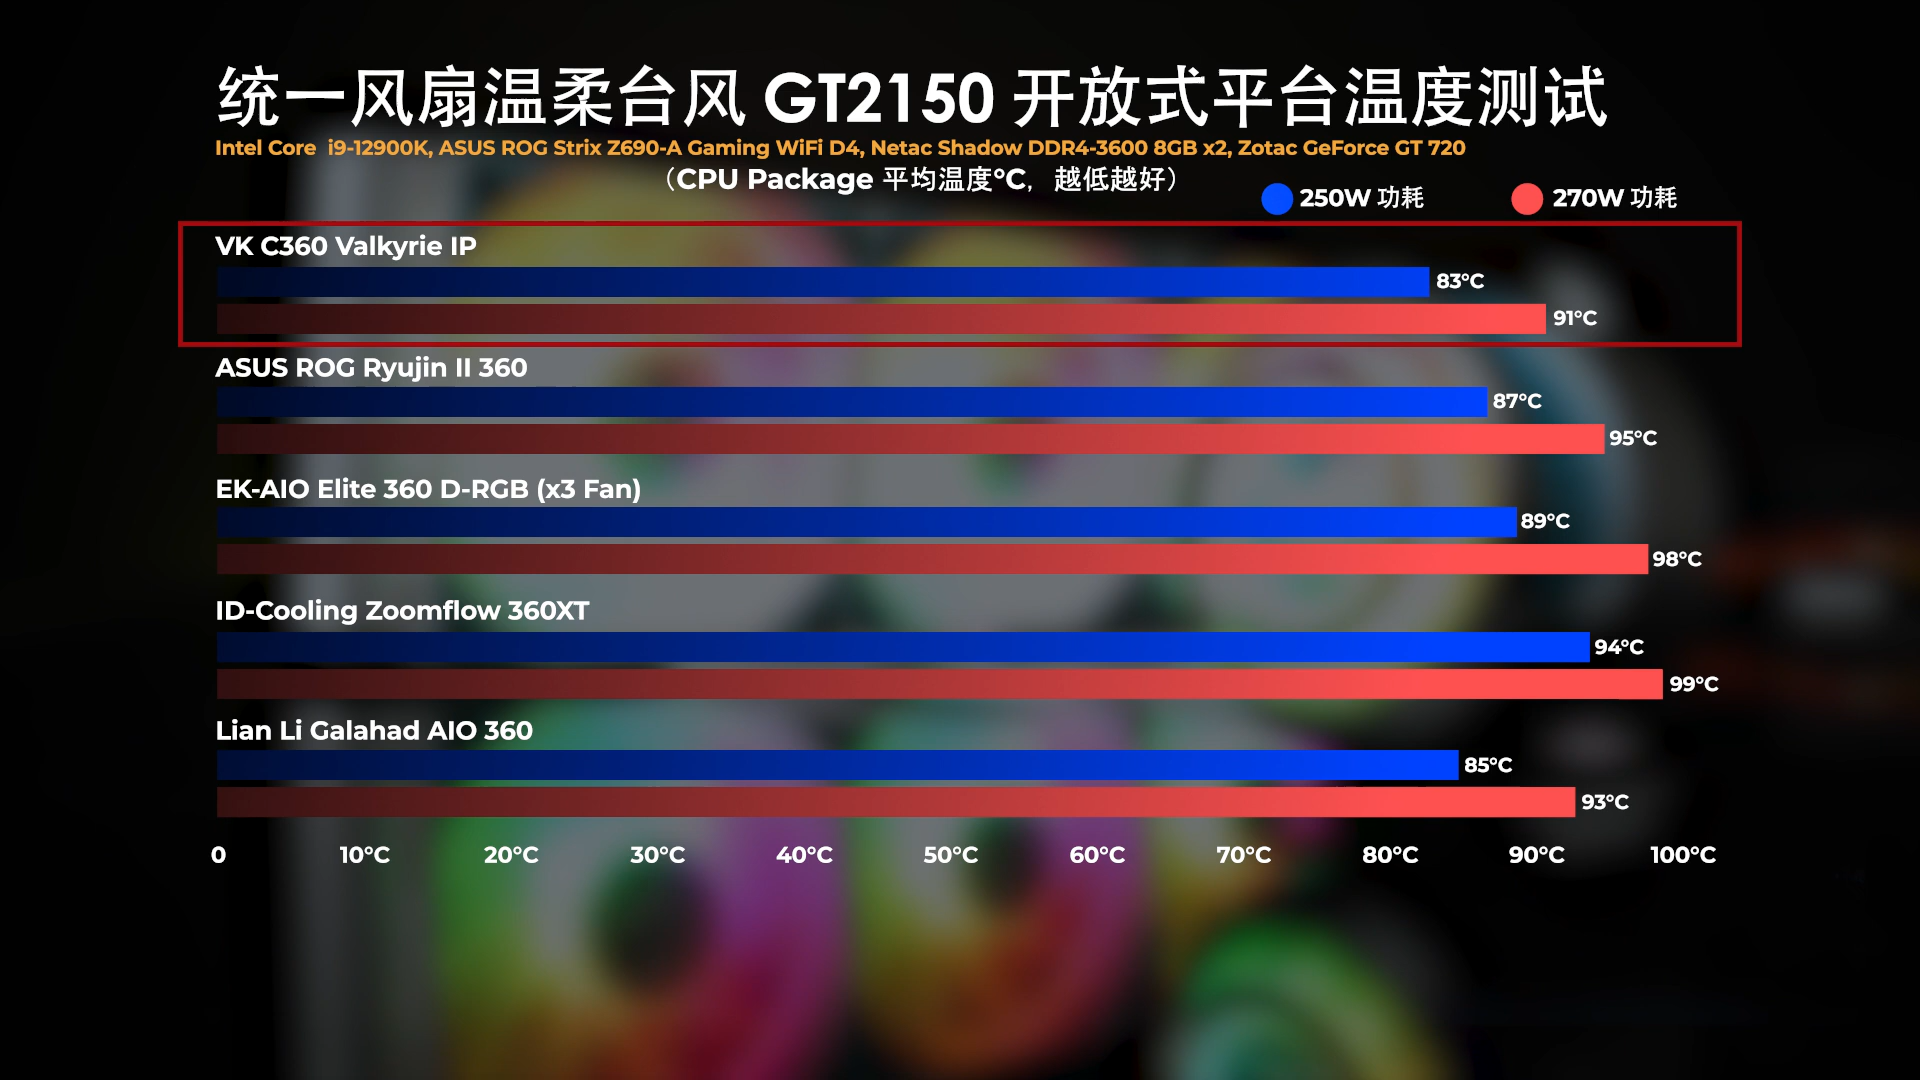 统一风扇温柔台风 GT2150 开放式平台温度测试
Intel Core i9-12900K, ASUS ROG Strix Z690-A Gaming WiFi D4, Netac Shadow DDR4-3600 8GB x2, Zotac GeForce GT 720
（CPU Package 平均温度°C，越低越好）
250W 功耗 270W 功耗
VK C360 Valkyrie IP
83°C
91°C
ASUS ROG Ryujin II 360
87°C
95°C
EK-AIO Elite 360 D-RGB (x3 Fan)
89°C
98°C
ID-Cooling Zoomflow 360XT
94°C
99°C
Lian Li Galahad AIO 360
85°C
93°C
0 10°C 20°C 30°C 40°C 50°C 60°C 70°C 80°C 90°C 100°C